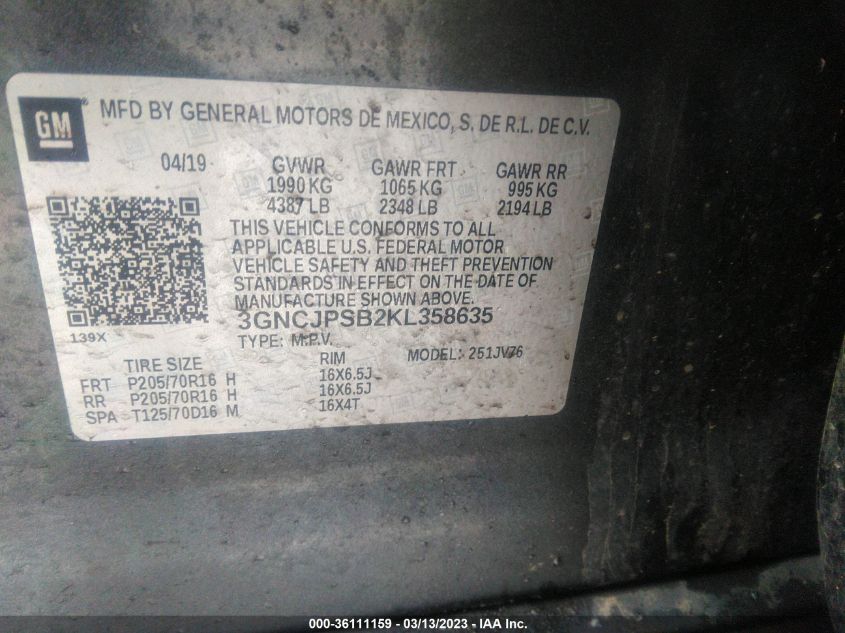 GM ® MFD BY GENERAL MOTORS DE MEXICO, S. DE R.L. DE C.V.
04/19 GVWR GAWR FRT GAWR RR
1990 KG 1065 KG 995 KG
4387 LB 2348 LB 2194 LB
THIS VEHICLE CONFORMS TO ALL
APPLICABLE U.S. FEDERAL MOTOR
VEHICLE SAFETY AND THEFT PREVENTION
STANDARDS IN EFFECT ON THE DATE OF
MANUFACTURE SHOWN ABOVE.
3GNCJPSB2KL358635
139X TYPE: M.P.V. MODEL: 251JV76
TIRE SIZE RIM
FRT P205/70R16 H 16X6.5J
RR P205/70R16 H 16X6.5J
SPA T125/70D16 M 16X4T
000-36111159 — 03/13/2023 — IAA Inc.